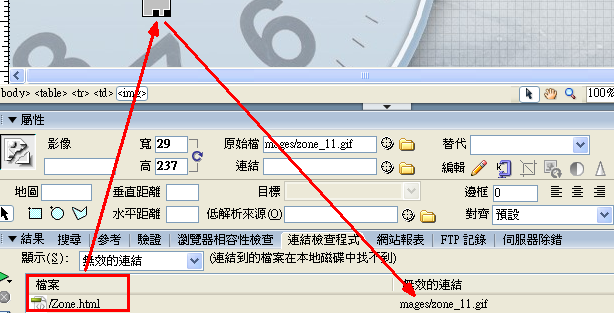 body> <table> <tr> <td> <img>
100%
屬性
影像 寬 29 原始檔 mages/zone_11.gif 替代
高 237 連結 編輯
地圖 垂直距離 目標 邊框 0
水平距離 低解析來源(O) 對齊 預設
結果 搜尋 參考 驗證 瀏覽器相容性檢查 連結檢查程式 網站報表 FTP 記錄 伺服器除錯
顯示(S): 無效的連結 (連結到的檔案在本地磁碟中找不到)
檔案 無效的連結
/Zone.html mages/zone_11.gif